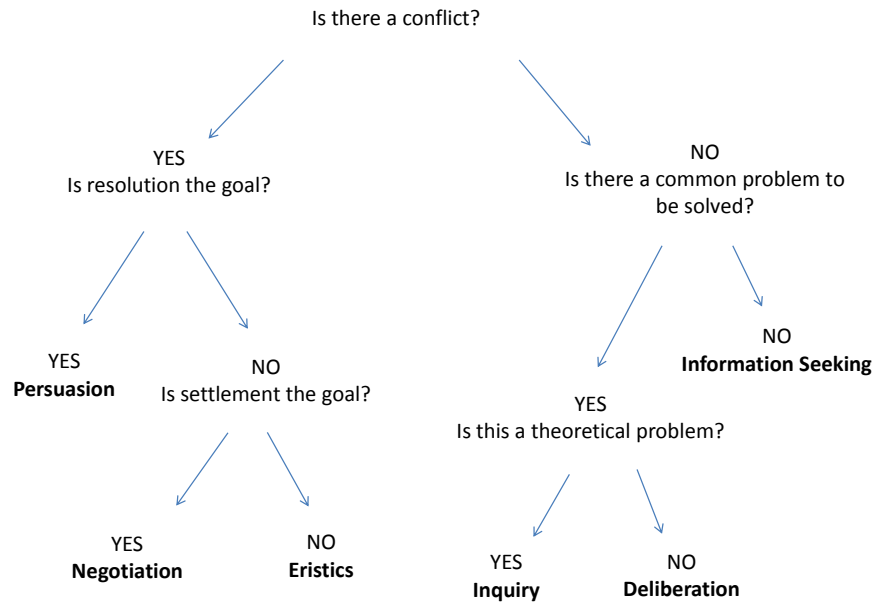 Is there a conflict?
YES
Is resolution the goal?
NO
Is there a common problem to
be solved?
YES
Persuasion
NO
Is settlement the goal?
NO
Information Seeking
YES
Is this a theoretical problem?
YES
Negotiation
NO
Eristics
YES
Inquiry
NO
Deliberation